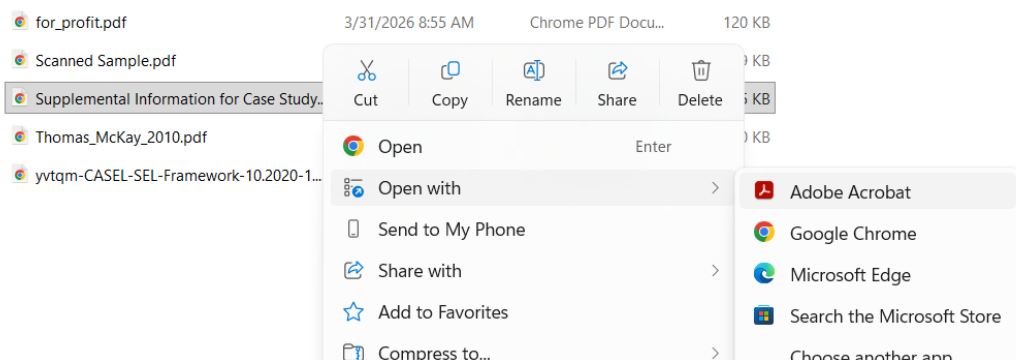 for_profit.pdf 3/31/2026 8:55 AM Chrome PDF Docu... 120 KB
Scanned Sample.pdf KB
Supplemental Information for Case Study... KB
Thomas_McKay_2010.pdf KB
yvtqm-CASEL-SEL-Framework-10.2020-1...
Cut Copy Rename Share Delete
Open Enter
Open with
Send to My Phone
Share with
Add to Favorites
Compress to...
Adobe Acrobat
Google Chrome
Microsoft Edge
Search the Microsoft Store
Choose another app